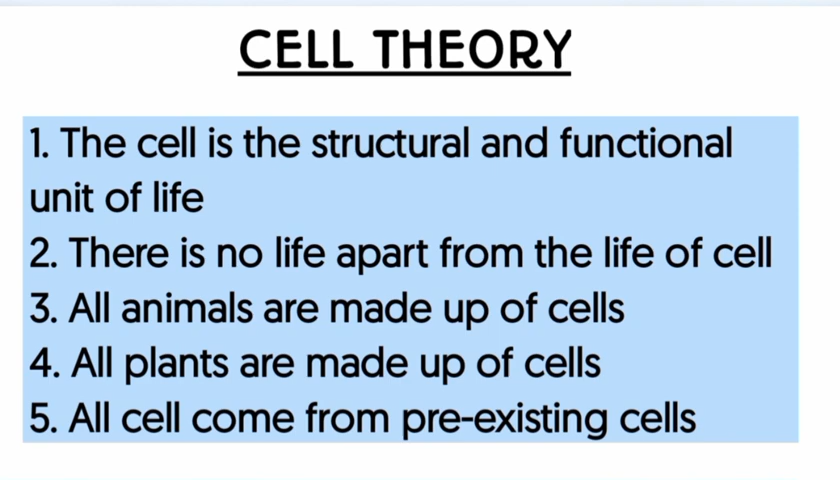 CELL THEORY
1. The cell is the structural and functional
unit of life
2. There is no life apart from the life of cell
3. All animals are made up of cells
4. All plants are made up of cells
5. All cell come from pre-existing cells